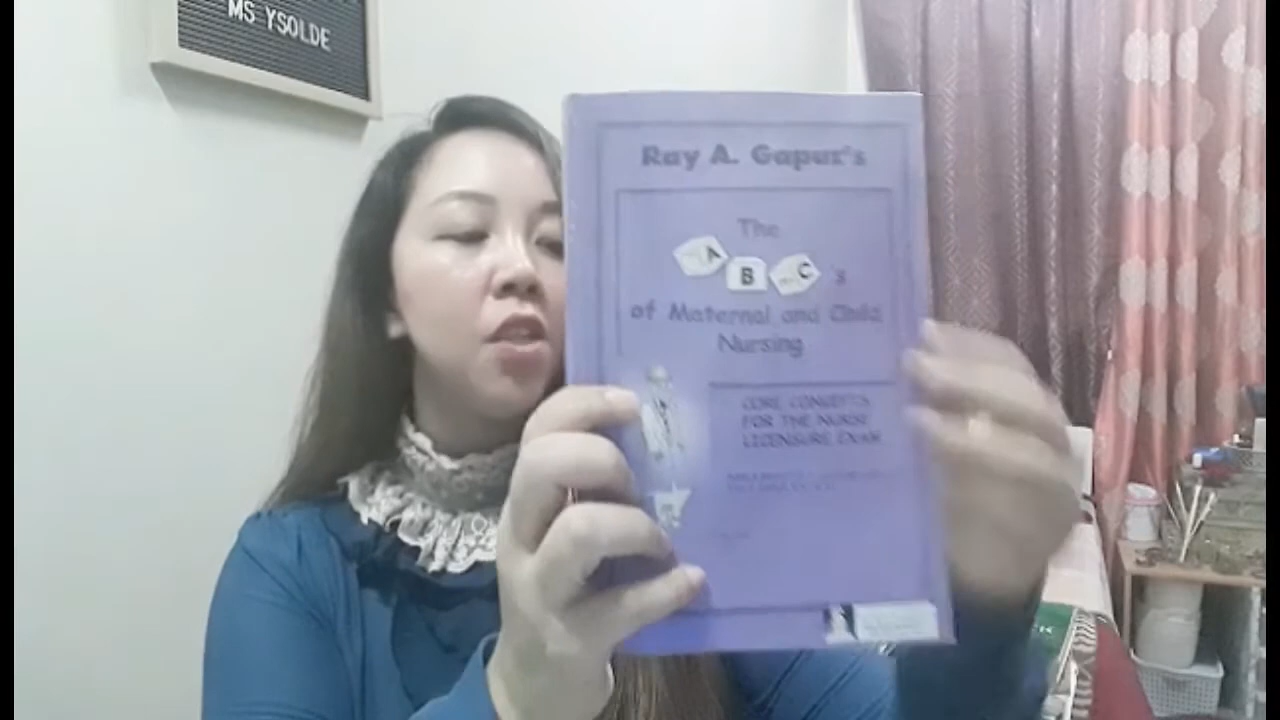 MS YSOLDE
Ray A. Gapuz's
The
A B C 's
of Maternal and Child
Nursing
CORE CONCEPTS
FOR THE NURSE
LICENSURE EXAM